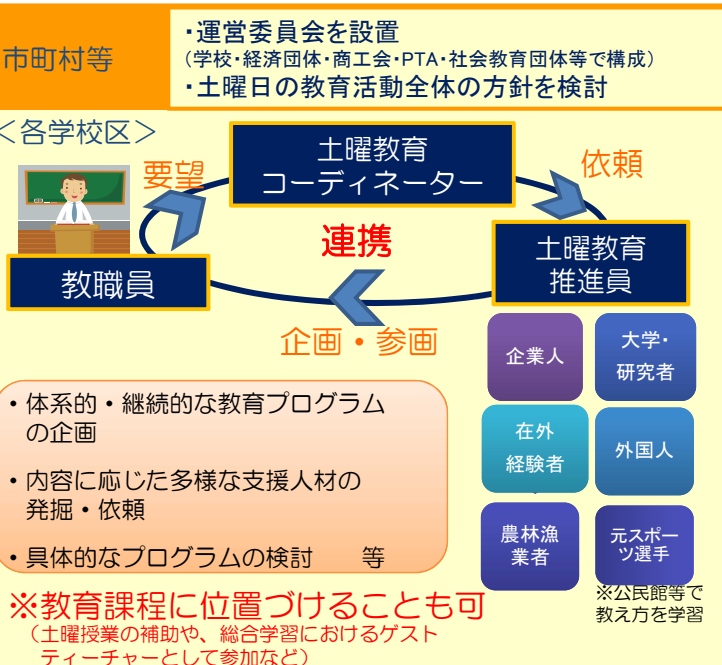 市町村等
・運営委員会を設置
（学校・経済団体・商工会・PTA・社会教育団体等で構成）
・土曜日の教育活動全体の方針を検討
＜各学校区＞
要望
土曜教育
コーディネーター
依頼
連携
教職員
土曜教育
推進員
企画・参画
企業人
大学・
研究者
在外
経験者
外国人
農林漁
業者
元スポー
ツ選手
※公民館等で
教え方を学習
・体系的・継続的な教育プログラム
の企画
・内容に応じた多様な支援人材の
発掘・依頼
・具体的なプログラムの検討　　等
※教育課程に位置づけることも可
（土曜授業の補助や、総合学習におけるゲスト
ティーチャーとして参加など）